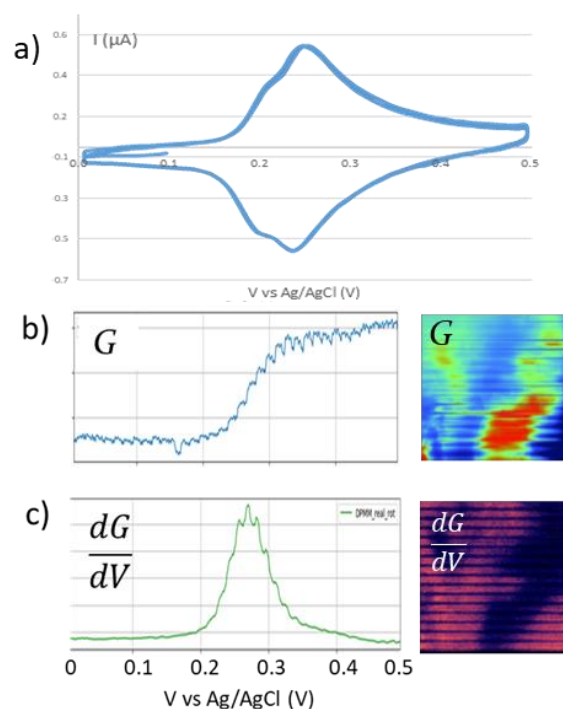 a)
I (µA)
0.6
0.4
0.2
-0.1
-0.3
-0.5
-0.7
0.0 0.1 0.2 0.3 0.4 0.5
V vs Ag/AgCl (V)
b)
G
G
c)
dG
dV
DPMM_real_rot
dG
dV
0 0.1 0.2 0.3 0.4 0.5
V vs Ag/AgCl (V)